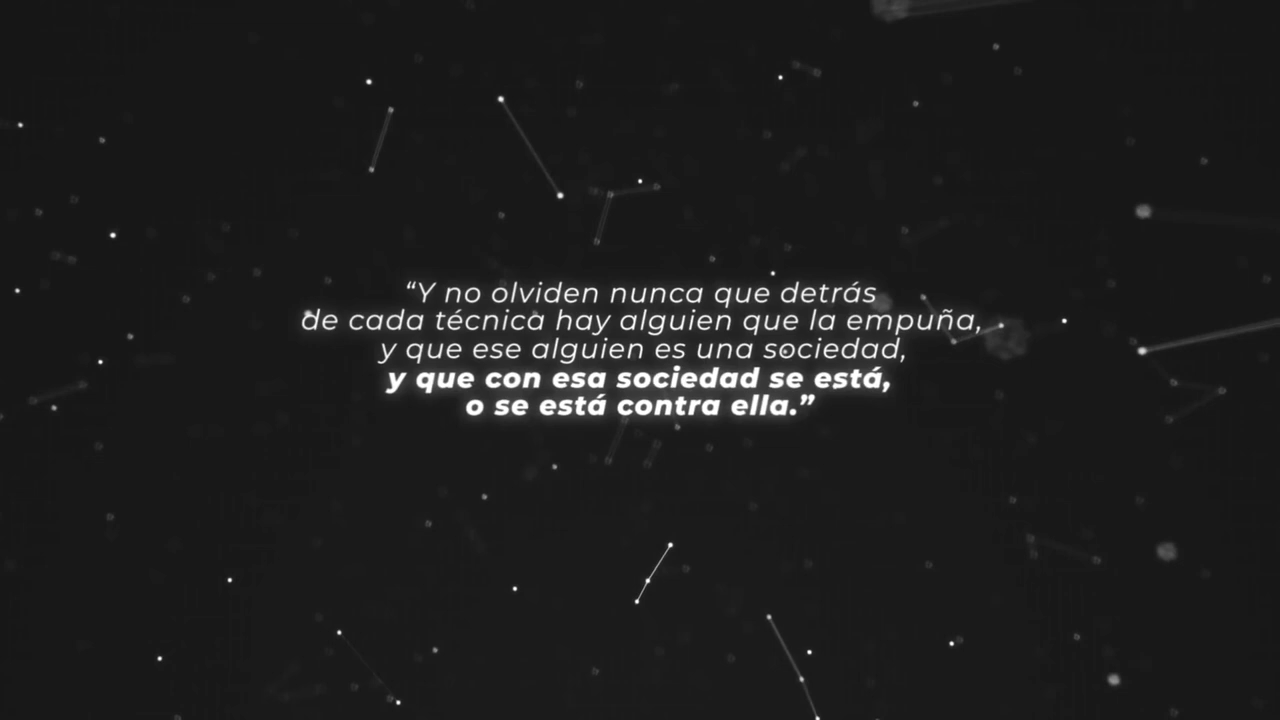 “Y no olviden nunca que detrás
de cada técnica hay alguien que la empuña,
y que ese alguien es una sociedad,
y que con esa sociedad se está,
o se está contra ella.”